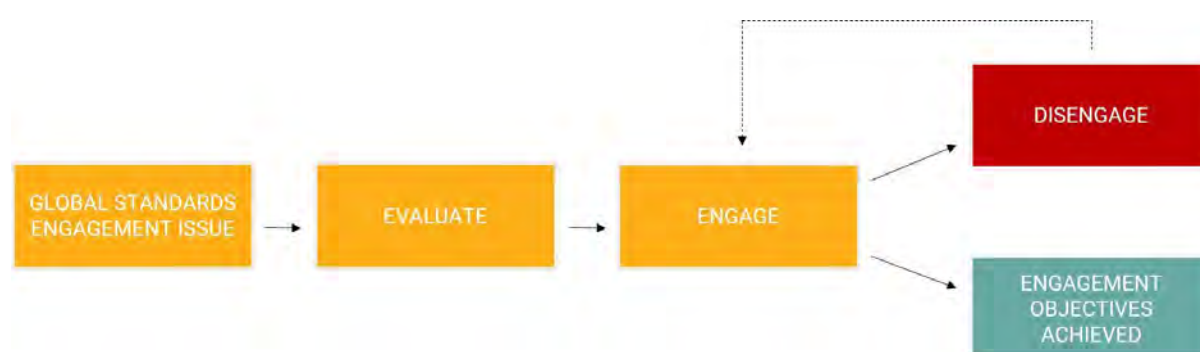 DISENGAGE
GLOBAL STANDARDS
ENGAGEMENT ISSUE
EVALUATE
ENGAGE
ENGAGEMENT
OBJECTIVES
ACHIEVED